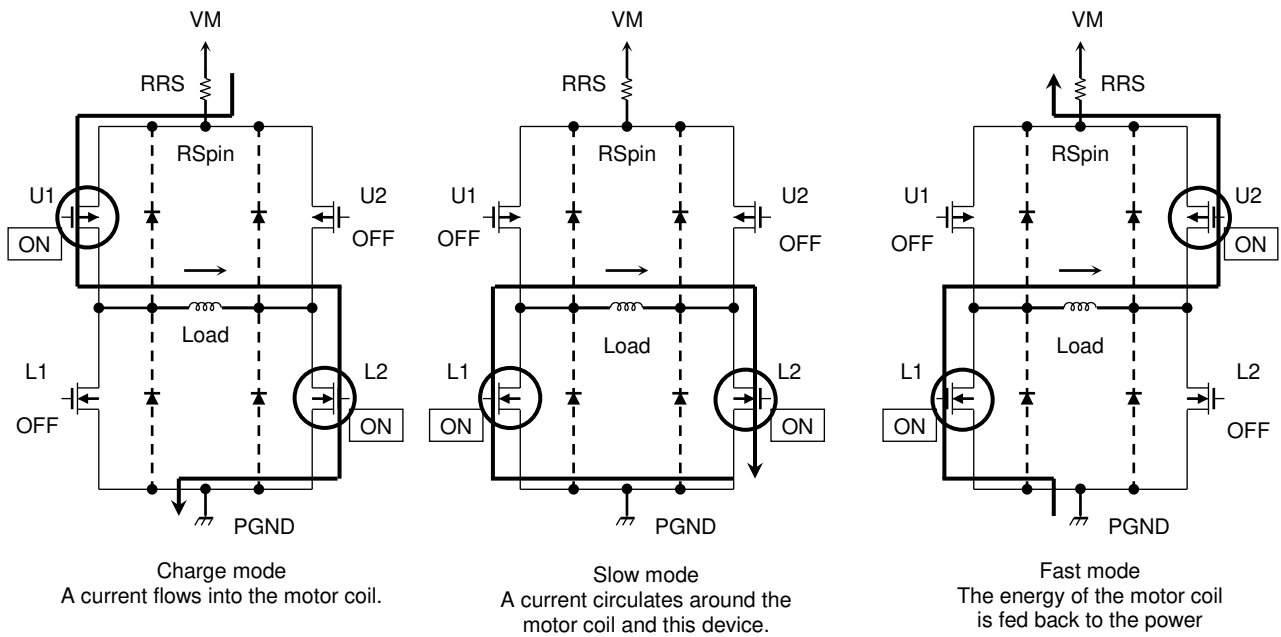 VM
RRS
RSpin
U1
ON
U2
OFF
Load
L1
OFF
L2
ON
PGND
Charge mode
A current flows into the motor coil.
VM
RRS
RSpin
U1
OFF
U2
OFF
Load
L1
ON
L2
ON
PGND
Slow mode
A current circulates around the
motor coil and this device.
VM
RRS
RSpin
U1
OFF
U2
ON
Load
L1
ON
L2
OFF
PGND
Fast mode
The energy of the motor coil
is fed back to the power